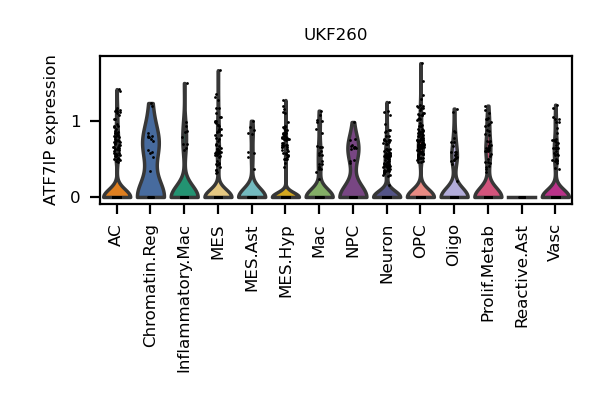 UKF260
ATF7IP expression
1
0
AC
Chromatin.Reg
Inflammatory.Mac
MES
MES.Ast
MES.Hyp
Mac
NPC
Neuron
OPC
Oligo
Prolif.Metab
Reactive.Ast
Vasc